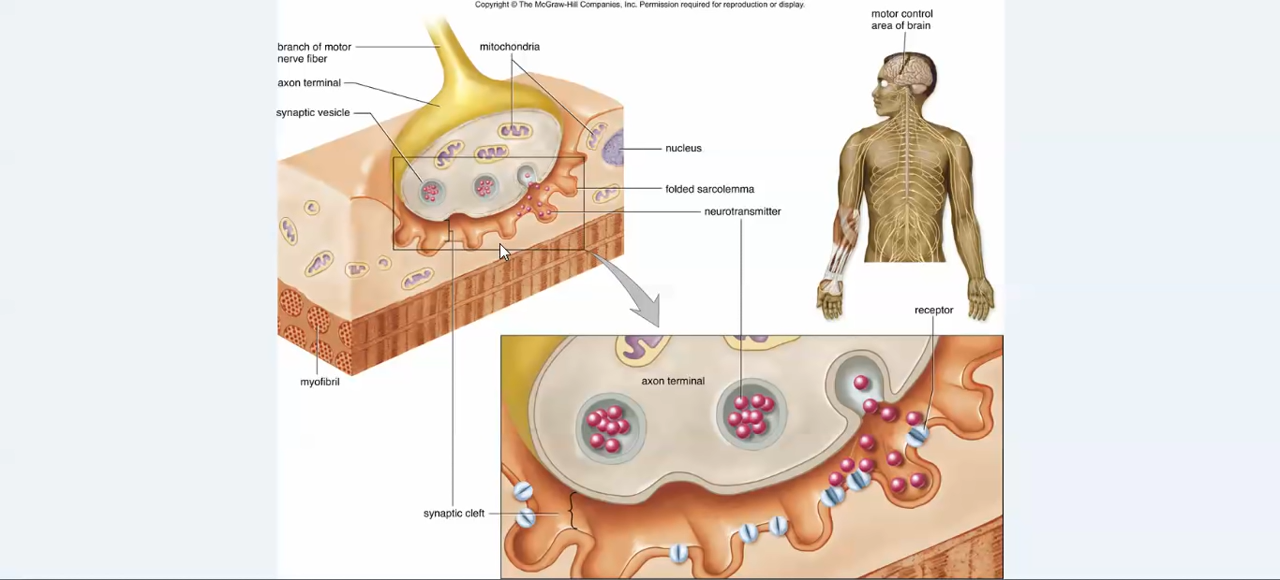 Copyright © The McGraw-Hill Companies, Inc. Permission required for reproduction or display.
motor control
area of brain
branch of motor
nerve fiber
mitochondria
axon terminal
synaptic vesicle
nucleus
folded sarcolemma
neurotransmitter
receptor
myofibril
axon terminal
synaptic cleft